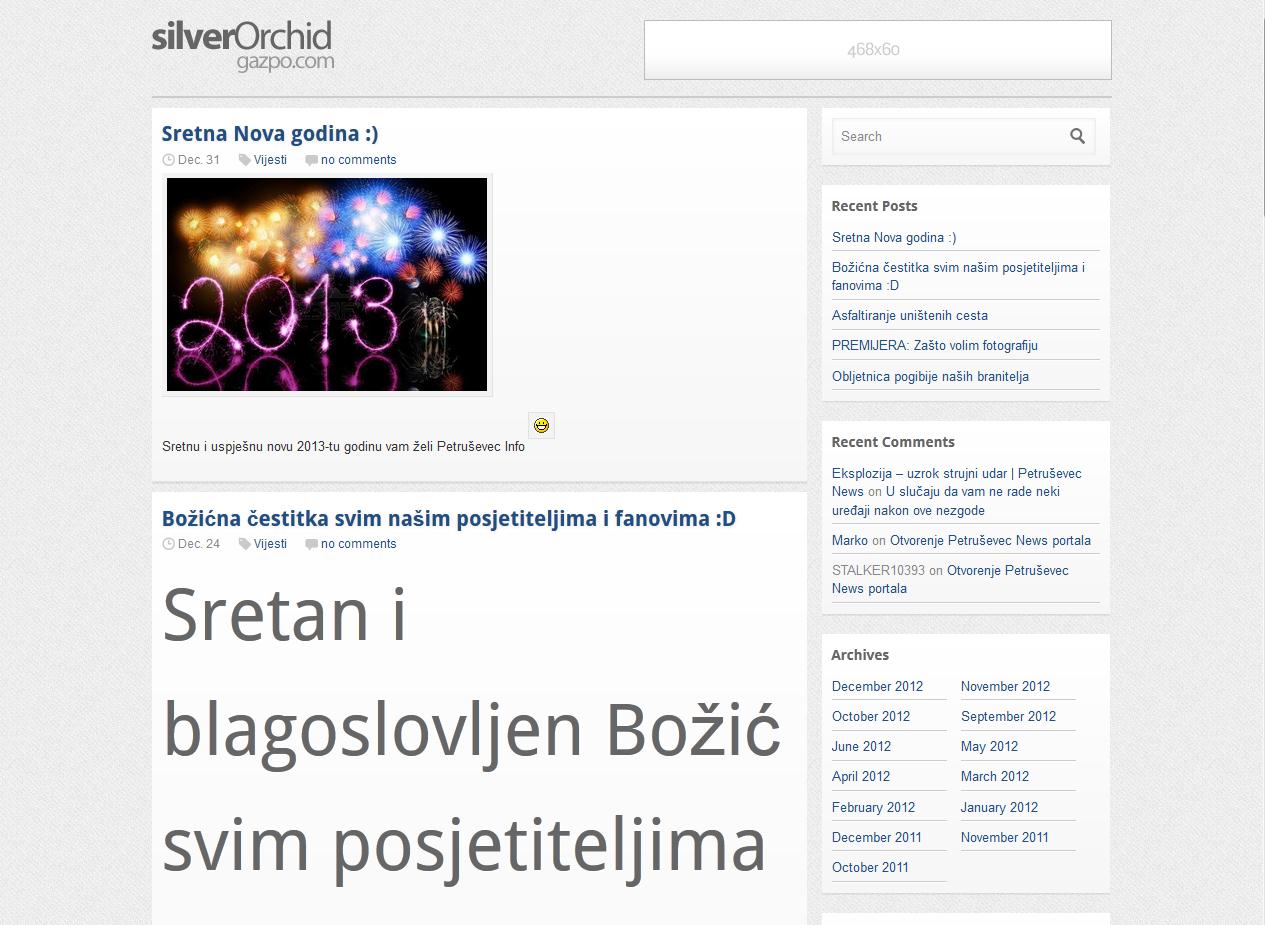 silverOrchid
gazpo.com
468x60
Sretna Nova godina :)
Dec. 31 Vijesti no comments
2013
Sretnu i uspješnu novu 2013-tu godinu vam želi Petruševec Info
Božićna čestitka svim našim posjetiteljima i fanovima :D
Dec. 24 Vijesti no comments
Sretan i
blagoslovljen Božić
svim posjetiteljima
Search
Recent Posts
Sretna Nova godina :)
Božićna čestitka svim našim posjetiteljima i
fanovima :D
Asfaltiranje uništenih cesta
PREMIJERA: Zašto volim fotografiju
Obljetnica pogibije naših branitelja
Recent Comments
Eksplozija – uzrok strujni udar | Petruševec
News on U slučaju da vam ne rade neki
uređaji nakon ove nezgode
Marko on Otvorenje Petruševec News portala
STALKER10393 on Otvorenje Petruševec
News portala
Archives
December 2012 November 2012
October 2012 September 2012
June 2012 May 2012
April 2012 March 2012
February 2012 January 2012
December 2011 November 2011
October 2011